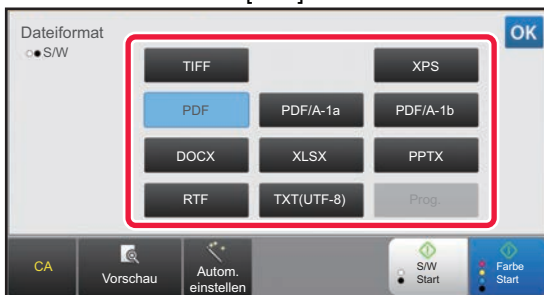 Dateiformat
OK
S/W
TIFF
XPS
PDF
PDF/A-1a
PDF/A-1b
DOCX
XLSX
PPTX
RTF
TXT(UTF-8)
Prog.
CA
Vorschau
Autom.
einstellen
S/W
Start
Farbe
Start